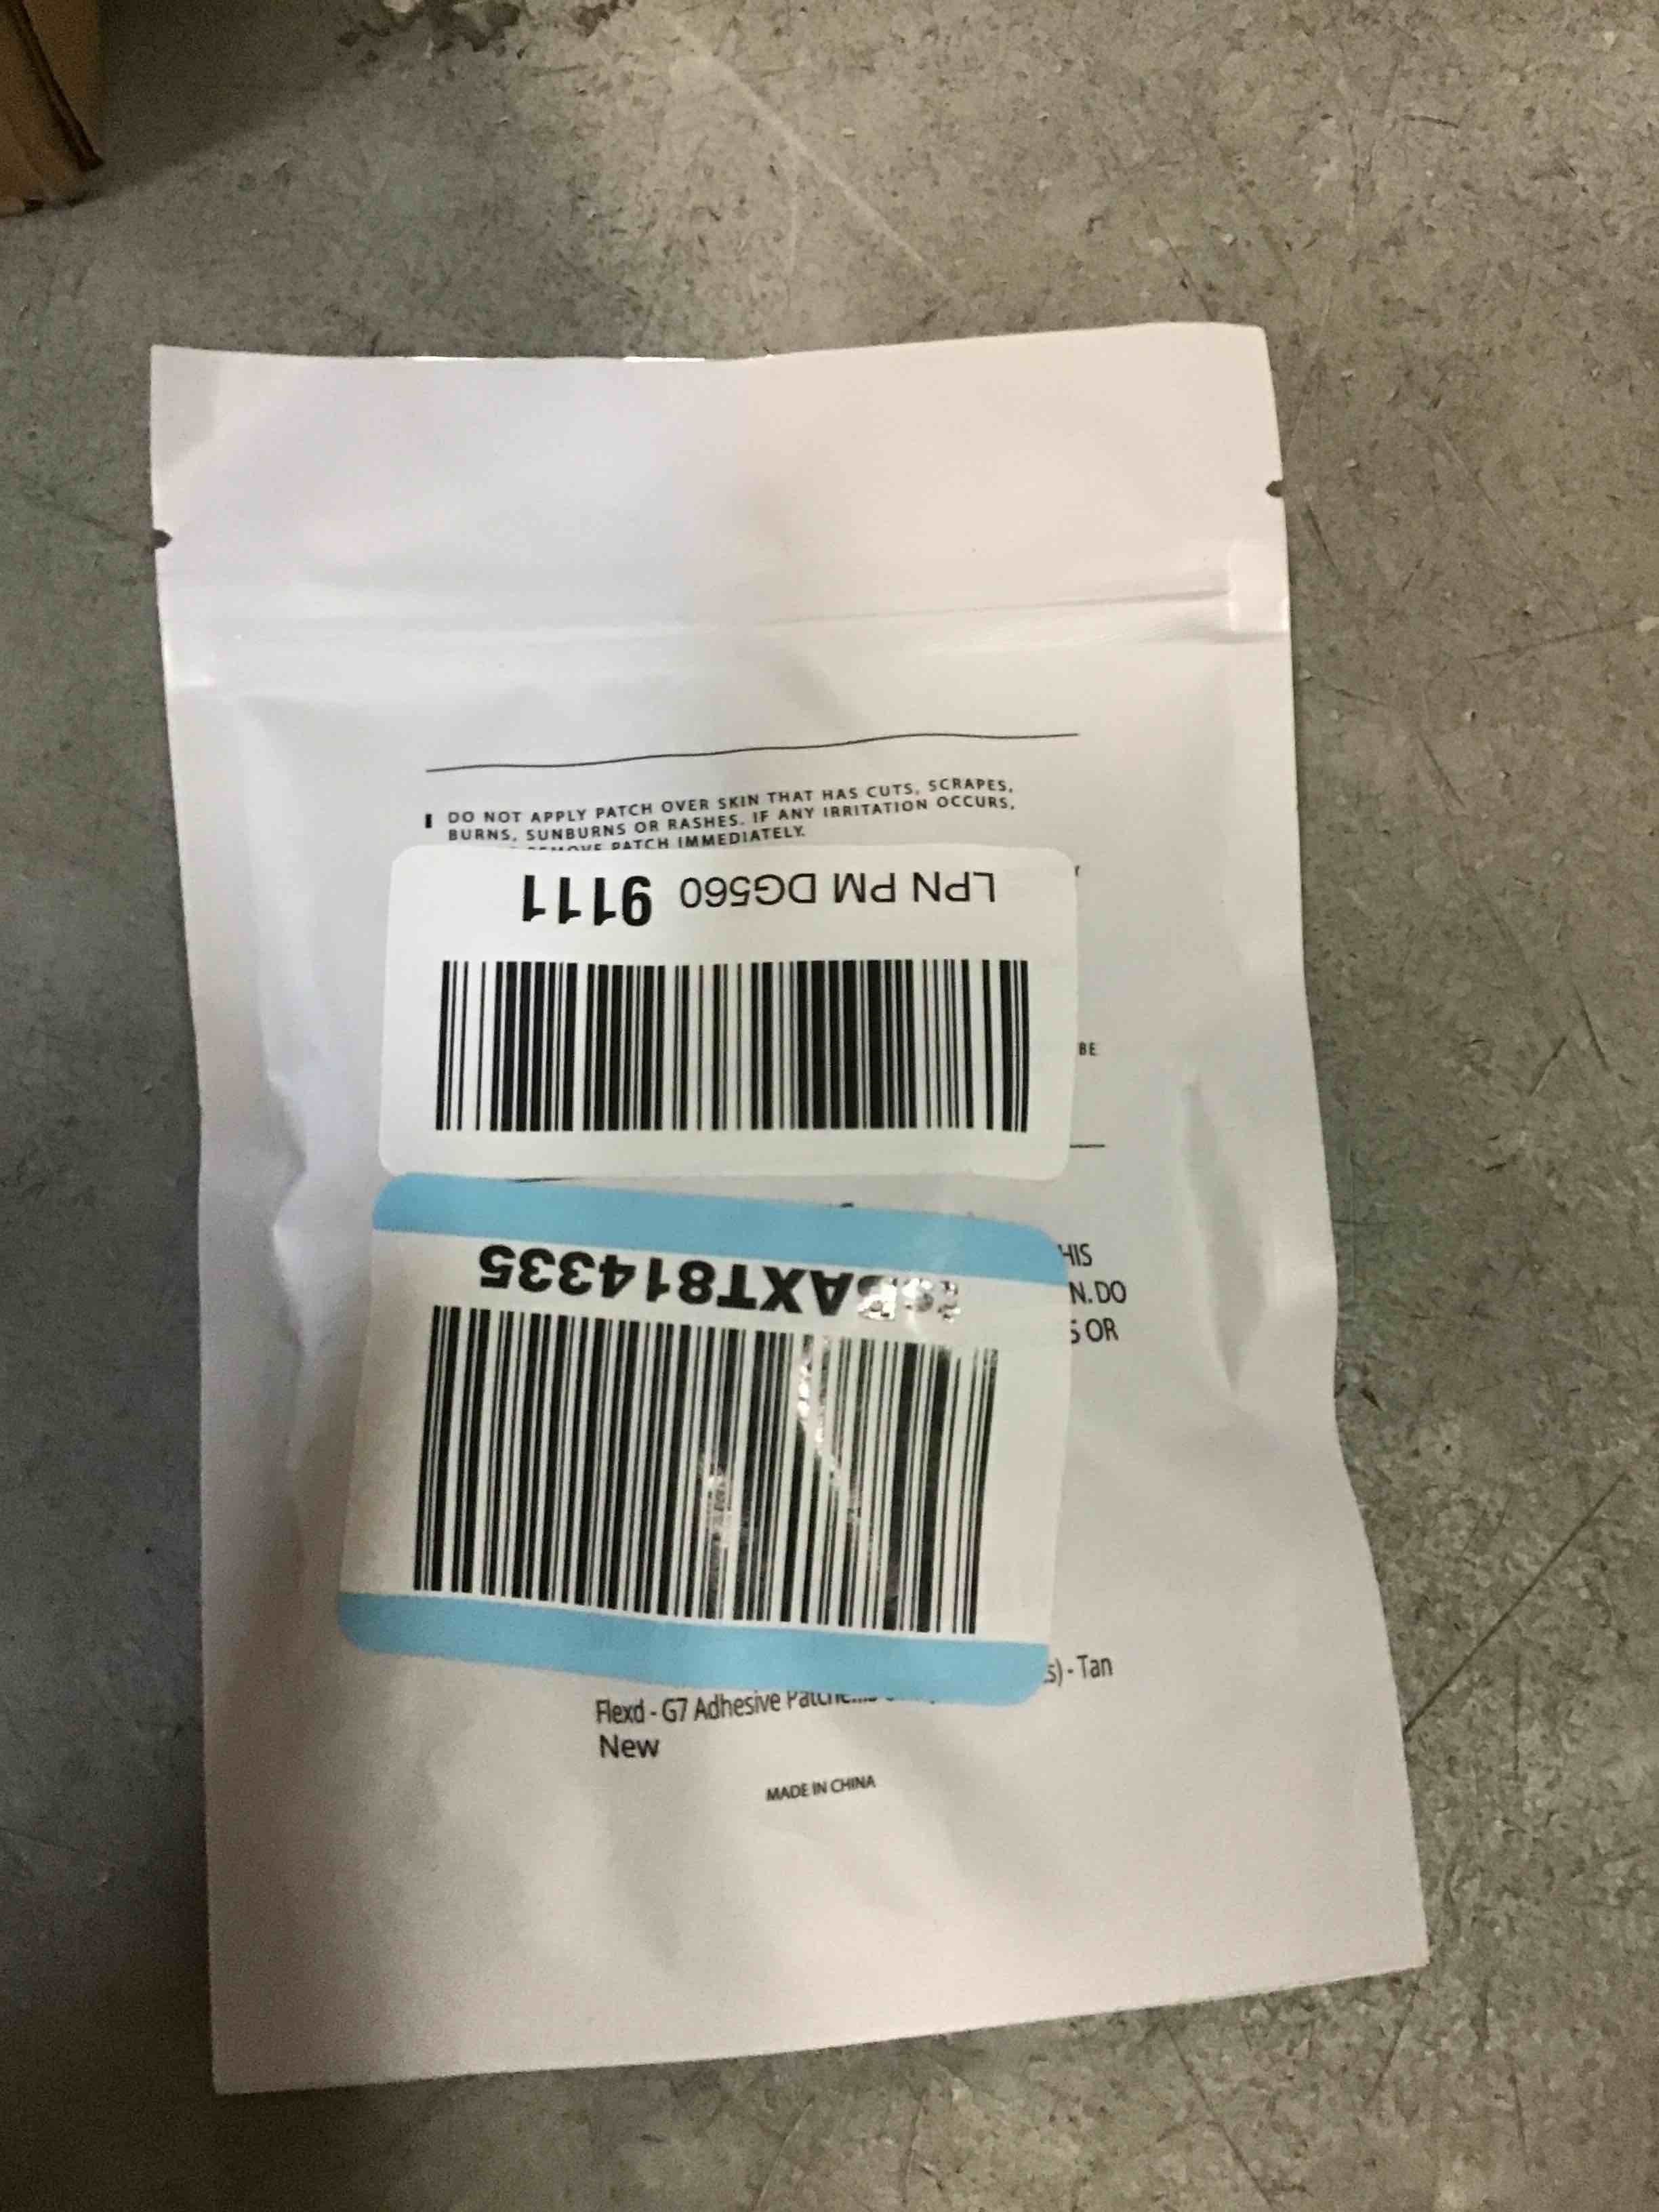 DO NOT APPLY PATCH OVER SKIN THAT HAS CUTS, SCRAPES,
BURNS, SUNBURNS OR RASHES. IF ANY IRRITATION OCCURS,
REMOVE PATCH IMMEDIATELY.
LPN PM DG560 9111
BE
HIS
N. DO
S OR
AXT814335
s) - Tan
Flexd - G7 Adhesive
New
MADE IN CHINA